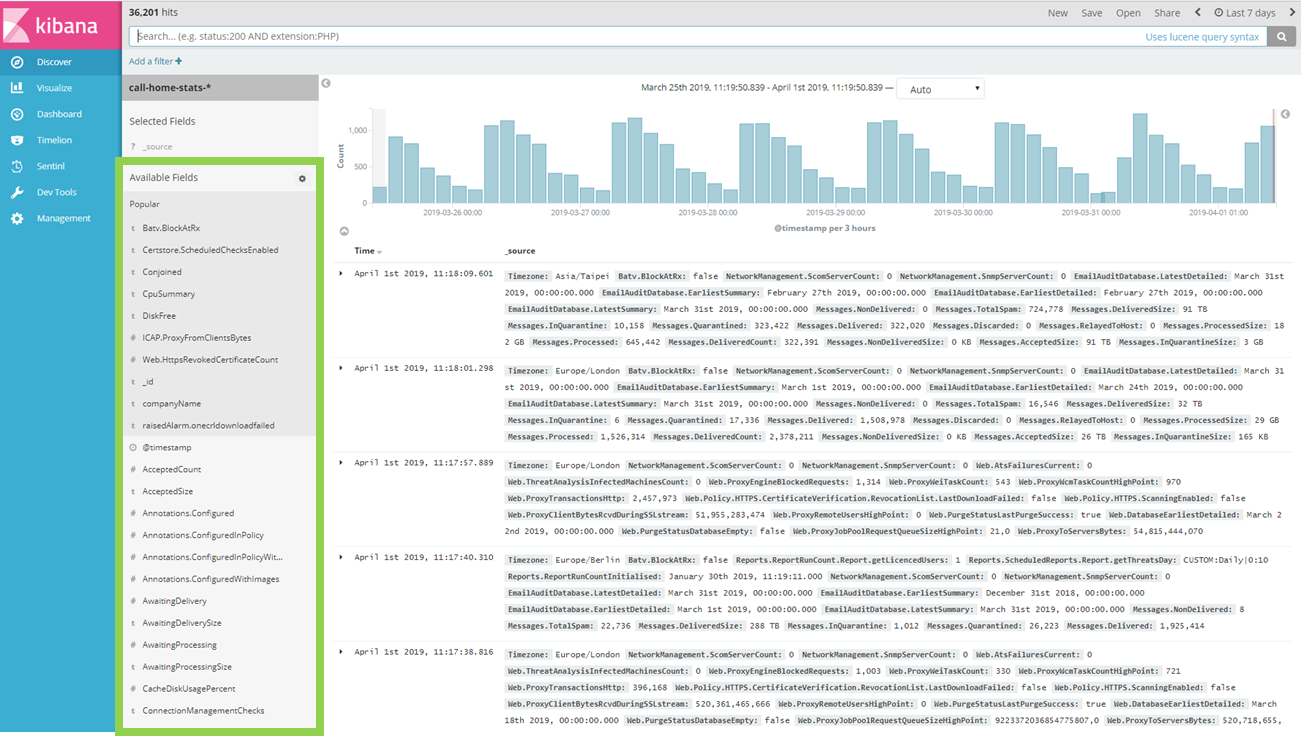 36,201 hits
New Save Open Share Last 7 days
kibana
Search... (e.g. status:200 AND extension:PHP) Uses lucene query syntax
Add a filter +
Discover
Visualize
Dashboard
Timelion
Sentinl
Dev Tools
Management
call-home-stats-*
Selected Fields
? _source
Available Fields
Popular
t Batv.BlockAtRx
t Certstore.ScheduledChecksEnabled
t Conjoined
t CpuSummary
t DiskFree
# ICAP.ProxyFromClientsBytes
# Web.HttpsRevokedCertificateCount
t _id
t companyName
t raisedAlarm.onecrldownloadfailed
@timestamp
# AcceptedCount
t AcceptedSize
# Annotations.Configured
# Annotations.ConfiguredInPolicy
# Annotations.ConfiguredInPolicyWit...
# Annotations.ConfiguredWithImages
# AwaitingDelivery
t AwaitingDeliverySize
# AwaitingProcessing
t AwaitingProcessingSize
# CacheDiskUsagePercent
t ConnectionManagementChecks
March 25th 2019, 11:19:50.839 - April 1st 2019, 11:19:50.839 — Auto
Count
1,000
500
0
2019-03-26 00:00 2019-03-27 00:00 2019-03-28 00:00 2019-03-29 00:00 2019-03-30 00:00 2019-03-31 00:00 2019-04-01 01:00
@timestamp per 3 hours
Time _source
April 1st 2019, 11:18:09.601 Timezone: Asia/Taipei Batv.BlockAtRx: false NetworkManagement.ScomServerCount: 0 NetworkManagement.SnmpServerCount: 0 EmailAuditDatabase.LatestDetailed: March 31st
2019, 00:00:00.000 EmailAuditDatabase.EarliestSummary: February 27th 2019, 00:00:00.000 EmailAuditDatabase.EarliestDetailed: February 27th 2019, 00:00:00.000
EmailAuditDatabase.LatestSummary: March 31st 2019, 00:00:00.000 Messages.NonDelivered: 0 Messages.TotalSpam: 724,778 Messages.DeliveredSize: 91 TB
Messages.InQuarantine: 10,158 Messages.Quarantined: 323,422 Messages.Delivered: 322,020 Messages.Discarded: 0 Messages.RelayedToHost: 0 Messages.ProcessedSize: 18
2 GB Messages.Processed: 645,442 Messages.DeliveredCount: 322,391 Messages.NonDeliveredSize: 0 KB Messages.AcceptedSize: 91 TB Messages.InQuarantineSize: 3 GB
April 1st 2019, 11:18:01.298 Timezone: Europe/London Batv.BlockAtRx: false NetworkManagement.ScomServerCount: 0 NetworkManagement.SnmpServerCount: 0 EmailAuditDatabase.LatestDetailed: March 31
st 2019, 00:00:00.000 EmailAuditDatabase.EarliestSummary: March 1st 2019, 00:00:00.000 EmailAuditDatabase.EarliestDetailed: March 24th 2019, 00:00:00.000
EmailAuditDatabase.LatestSummary: March 31st 2019, 00:00:00.000 Messages.NonDelivered: 0 Messages.TotalSpam: 16,546 Messages.DeliveredSize: 32 TB
Messages.InQuarantine: 6 Messages.Quarantined: 17,336 Messages.Delivered: 1,508,978 Messages.Discarded: 0 Messages.RelayedToHost: 0 Messages.ProcessedSize: 29 GB
Messages.Processed: 1,526,314 Messages.DeliveredCount: 2,378,211 Messages.NonDeliveredSize: 0 KB Messages.AcceptedSize: 26 TB Messages.InQuarantineSize: 165 KB
April 1st 2019, 11:17:57.889 Timezone: Europe/London NetworkManagement.ScomServerCount: 0 NetworkManagement.SnmpServerCount: 0 Web.AtsFailuresCurrent: 0
Web.ThreatAnalysisInfectedMachinesCount: 0 Web.ProxyEngineBlockedRequests: 1,314 Web.ProxyWeiTaskCount: 543 Web.ProxyWcmTaskCountHighPoint: 970
Web.ProxyTransactionsHttp: 2,457,973 Web.Policy.HTTPS.CertificateVerification.RevocationList.LastDownloadFailed: false Web.Policy.HTTPS.ScanningEnabled: false
Web.ProxyClientBytesRcvdDuringSSLstream: 51,955,283,474 Web.ProxyRemoteUsersHighPoint: 0 Web.PurgeStatusLastPurgeSuccess: true Web.DatabaseEarliestDetailed: March 2
2nd 2019, 00:00:00.000 Web.PurgeStatusDatabaseEmpty: false Web.ProxyJobPoolRequestQueueSizeHighPoint: 21,0 Web.ProxyToServersBytes: 54,815,444,070
April 1st 2019, 11:17:40.310 Timezone: Europe/Berlin Batv.BlockAtRx: false Reports.ReportRunCount.Report.getLicencedUsers: 1 Reports.ScheduledReports.Report.getThreatsDay: CUSTOM:Daily|0:10
Reports.ReportRunCountInitialised: January 30th 2019, 11:19:11.000 NetworkManagement.ScomServerCount: 0 NetworkManagement.SnmpServerCount: 0
EmailAuditDatabase.LatestDetailed: March 31st 2019, 00:00:00.000 EmailAuditDatabase.EarliestSummary: December 31st 2018, 00:00:00.000
EmailAuditDatabase.EarliestDetailed: March 1st 2019, 00:00:00.000 EmailAuditDatabase.LatestSummary: March 31st 2019, 00:00:00.000 Messages.NonDelivered: 8
Messages.TotalSpam: 22,736 Messages.DeliveredSize: 288 TB Messages.InQuarantine: 1,012 Messages.Quarantined: 26,223 Messages.Delivered: 1,925,414
April 1st 2019, 11:17:38.816 Timezone: Europe/London NetworkManagement.ScomServerCount: 0 NetworkManagement.SnmpServerCount: 0 Web.AtsFailuresCurrent: 0
Web.ThreatAnalysisInfectedMachinesCount: 0 Web.ProxyEngineBlockedRequests: 1,003 Web.ProxyWeiTaskCount: 330 Web.ProxyWcmTaskCountHighPoint: 721
Web.ProxyTransactionsHttp: 396,168 Web.Policy.HTTPS.CertificateVerification.RevocationList.LastDownloadFailed: false Web.Policy.HTTPS.ScanningEnabled: false
Web.ProxyClientBytesRcvdDuringSSLstream: 520,361,465,666 Web.ProxyRemoteUsersHighPoint: 0 Web.PurgeStatusLastPurgeSuccess: true Web.DatabaseEarliestDetailed: March
18th 2019, 00:00:00.000 Web.PurgeStatusDatabaseEmpty: false Web.ProxyJobPoolRequestQueueSizeHighPoint: 9223372036854775807,0 Web.ProxyToServersBytes: 520,718,655,